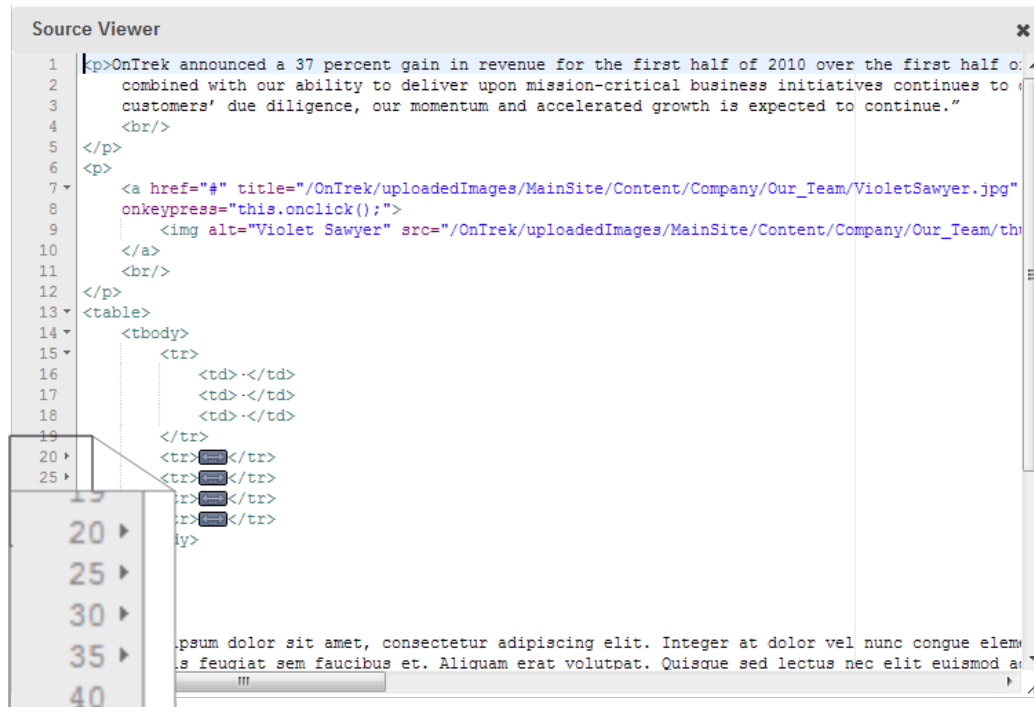 Source Viewer
1 <p>OnTrek announced a 37 percent gain in revenue for the first half of 2010 over the first half
2 combined with our ability to deliver upon mission-critical business initiatives continues to
3 customers’ due diligence, our momentum and accelerated growth is expected to continue.”
4 <br/>
5 </p>
6 <p>
7 <a href="#" title="/OnTrek/uploadedImages/MainSite/Content/Company/Our_Team/VioletSawyer.jpg"
8 onkeypress="this.onclick();">
9 <img alt="Violet Sawyer" src="/OnTrek/uploadedImages/MainSite/Content/Company/Our_Team/
10 </a>
11 <br/>
12 </p>
13 <table>
14 <tbody>
15 <tr>
16 <td>·</td>
17 <td>·</td>
18 <td>·</td>
19 </tr>
20 <tr></tr>
25 <tr></tr>
tr></tr>
tr></tr>
dy>
19
20
25
30
35
40
dolor sit amet, consectetur adipiscing elit. Integer at dolor vel nunc congue
feugiat sem faucibus et. Aliquam erat volutpat. Quisque sed lectus nec elit euismod